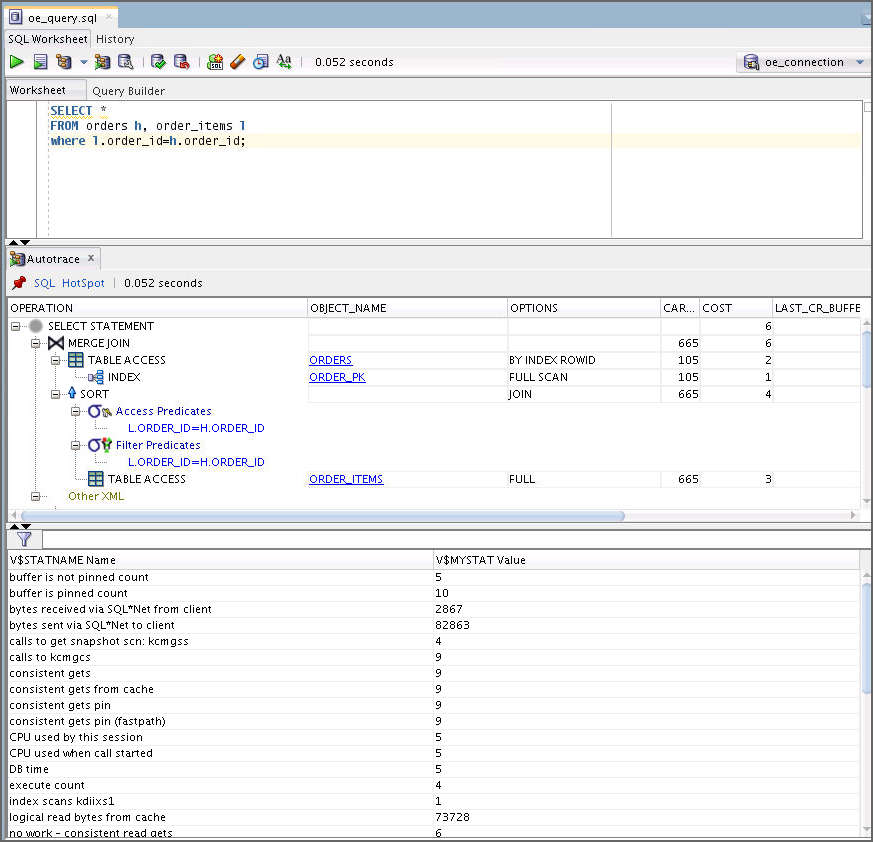 oe_query.sql
SQL Worksheet History
0.052 seconds oe_connection
Worksheet Query Builder
SELECT *
FROM orders h, order_items l
where l.order_id=h.order_id;
Autotrace x
SQL HotSpot 0.052 seconds
OPERATION OBJECT_NAME OPTIONS CAR... COST LAST_CR_BUFFE
SELECT STATEMENT 6
MERGE JOIN 665 6
TABLE ACCESS ORDERS BY INDEX ROWID 105 2
INDEX ORDER_PK FULL SCAN 105 1
SORT JOIN 665 4
Access Predicates
L.ORDER_ID=H.ORDER_ID
Filter Predicates
L.ORDER_ID=H.ORDER_ID
TABLE ACCESS ORDER_ITEMS FULL 665 3
Other XML
V$STATNAME Name V$MYSTAT Value
buffer is not pinned count 5
buffer is pinned count 10
bytes received via SQL*Net from client 2867
bytes sent via SQL*Net to client 82863
calls to get snapshot scn: kcmgss 4
calls to kcmgcs 9
consistent gets 9
consistent gets from cache 9
consistent gets pin 9
consistent gets pin (fastpath) 9
CPU used by this session 5
CPU used when call started 5
DB time 5
execute count 4
index scans kdiixs1 1
logical read bytes from cache 73728
no work - consistent read gets 6